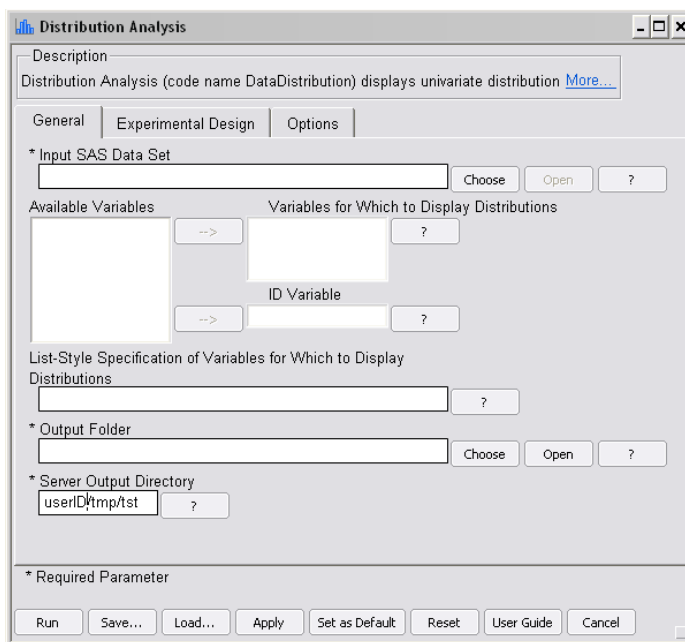 Distribution Analysis
Description
Distribution Analysis (code name DataDistribution) displays univariate distribution More...
General Experimental Design Options
* Input SAS Data Set
Choose Open ?
Available Variables Variables for Which to Display Distributions
--> ?
ID Variable
--> ?
List-Style Specification of Variables for Which to Display
Distributions
?
* Output Folder
Choose Open ?
* Server Output Directory
userID/tmp/tst ?
* Required Parameter
Run Save... Load... Apply Set as Default Reset User Guide Cancel